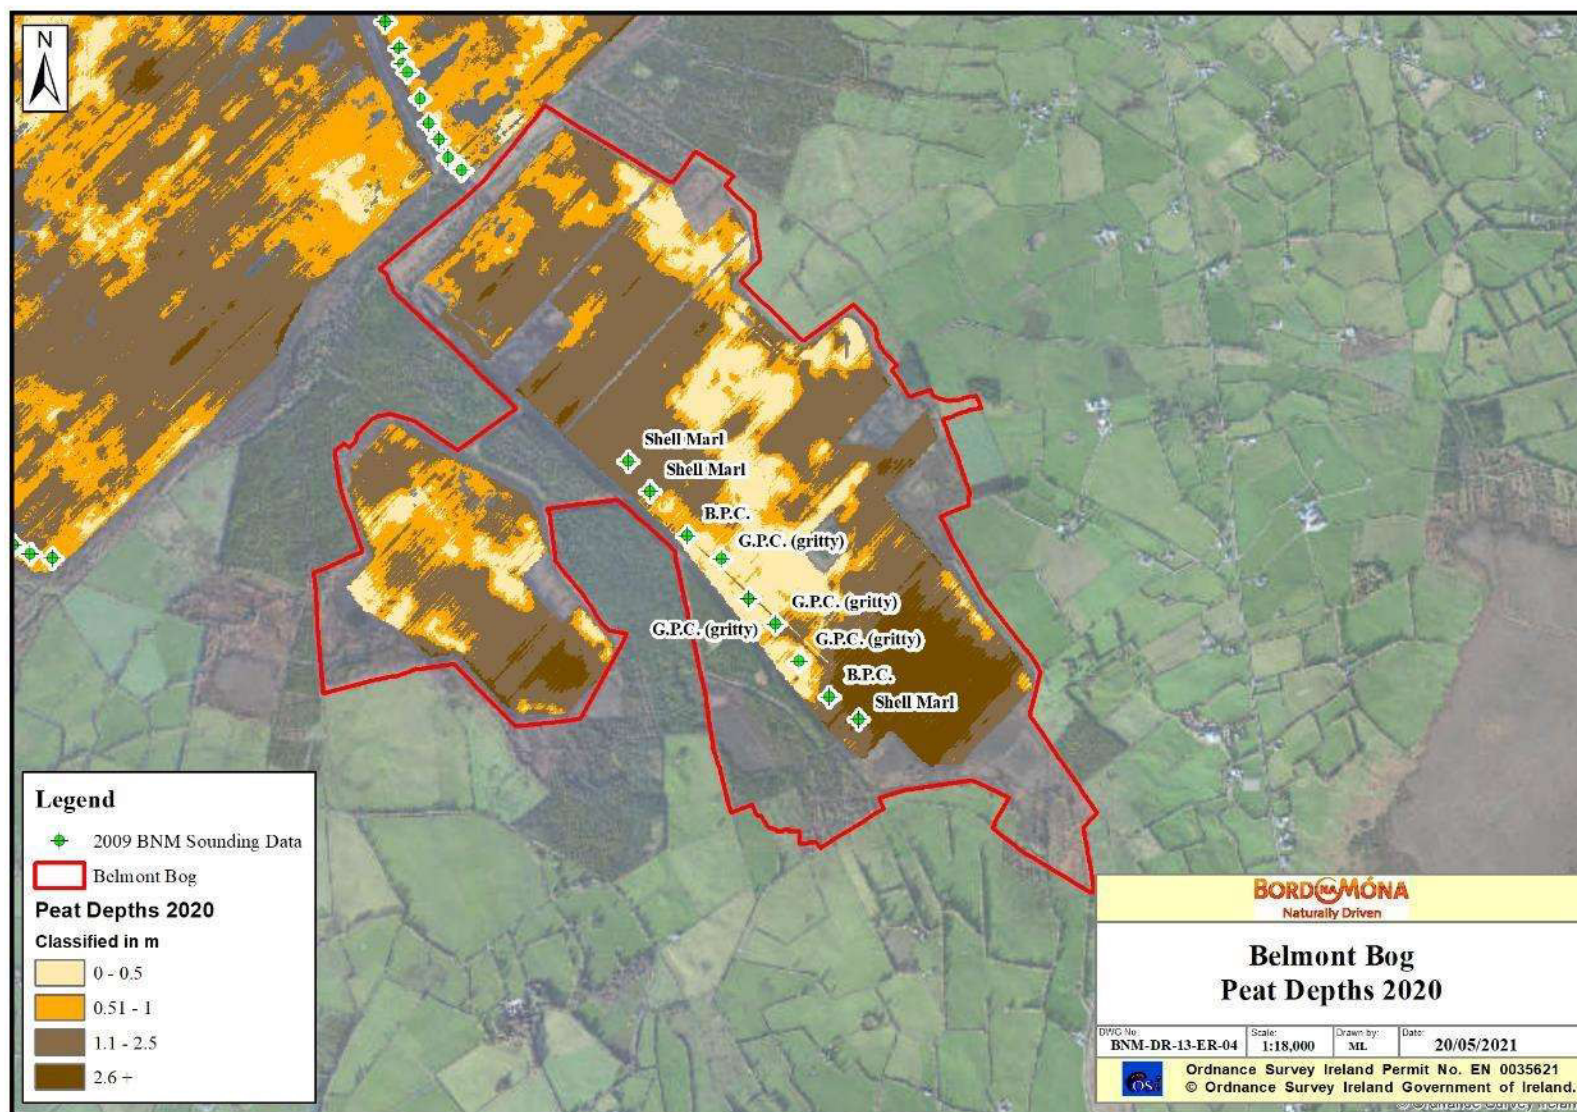 N
Shell Marl
Shell Marl
B.P.C.
G.P.C. (gritty)
G.P.C. (gritty)
G.P.C. (gritty)
G.P.C. (gritty)
B.P.C.
Shell Marl
Legend
2009 BNM Sounding Data
Belmont Bog
Peat Depths 2020
Classified in m
0 - 0.5
0.51 - 1
1.1 - 2.5
2.6 +
BORD NA MÓNA
Naturally Driven
Belmont Bog
Peat Depths 2020
DWG No:
BNM-DR-13-ER-04
Scale:
1:18,000
Drawn by:
ML
Date:
20/05/2021
OSi
Ordnance Survey Ireland Permit No. EN 0035621
© Ordnance Survey Ireland Government of Ireland.